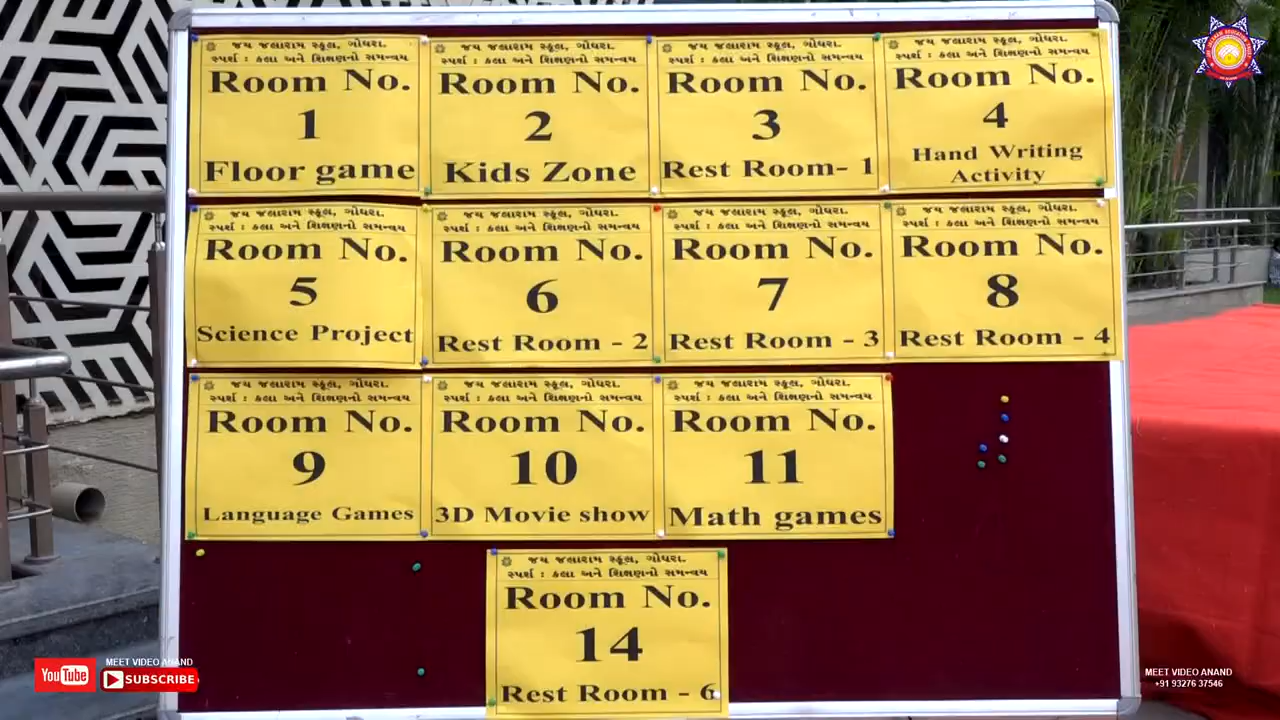 જય જલારામ સ્કૂલ, ગોધરા.
સ્પર્શ : કલા અને શિક્ષણનો સમન્વય
Room No.
1
Floor game
જય જલારામ સ્કૂલ, ગોધરા.
સ્પર્શ : કલા અને શિક્ષણનો સમન્વય
Room No.
2
Kids Zone
જય જલારામ સ્કૂલ, ગોધરા.
સ્પર્શ : કલા અને શિક્ષણનો સમન્વય
Room No.
3
Rest Room- 1
જય જલારામ સ્કૂલ, ગોધરા.
સ્પર્શ : કલા અને શિક્ષણનો સમન્વય
Room No.
4
Hand Writing
Activity
જય જલારામ સ્કૂલ, ગોધરા.
સ્પર્શ : કલા અને શિક્ષણનો સમન્વય
Room No.
5
Science Project
જય જલારામ સ્કૂલ, ગોધરા.
સ્પર્શ : કલા અને શિક્ષણનો સમન્વય
Room No.
6
Rest Room - 2
જય જલારામ સ્કૂલ, ગોધરા.
સ્પર્શ : કલા અને શિક્ષણનો સમન્વય
Room No.
7
Rest Room - 3
જય જલારામ સ્કૂલ, ગોધરા.
સ્પર્શ : કલા અને શિક્ષણનો સમન્વય
Room No.
8
Rest Room - 4
જય જલારામ સ્કૂલ, ગોધરા.
સ્પર્શ : કલા અને શિક્ષણનો સમન્વય
Room No.
9
Language Games
જય જલારામ સ્કૂલ, ગોધરા.
સ્પર્શ : કલા અને શિક્ષણનો સમન્વય
Room No.
10
3D Movie show
જય જલારામ સ્કૂલ, ગોધરા.
સ્પર્શ : કલા અને શિક્ષણનો સમન્વય
Room No.
11
Math games
જય જલારામ સ્કૂલ, ગોધરા.
સ્પર્શ : કલા અને શિક્ષણનો સમન્વય
Room No.
14
Rest Room - 6
MEET VIDEO ANAND
YouTube
SUBSCRIBE
MEET VIDEO ANAND
+91 93276 37546